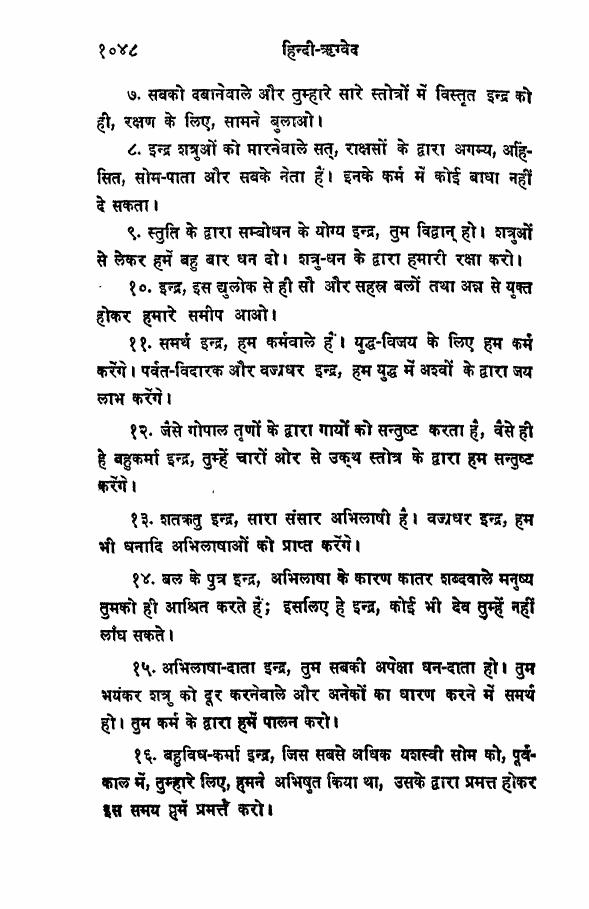 १०४८ हिन्दी-ऋग्वेद
७. सबको दबानेवाले और तुम्हारे सारे स्तोत्रों में विस्तृत इन्द्र को
ही, रक्षण के लिए, सामने बुलाओ।
८. इन्द्र शत्रुओं को मारनेवाले सत्, राक्षसों के द्वारा अगम्य, अहिं-
सित, सोम-पाता और सबके नेता हैं। इनके कर्म में कोई बाधा नहीं
दे सकता।
९. स्तुति के द्वारा सम्बोधन के योग्य इन्द्र, तुम विद्वान् हो। शत्रुओं
से लेकर हमें बहु बार धन दो। शत्रु-धन के द्वारा हमारी रक्षा करो।
१०. इन्द्र, इस द्युलोक से ही सौ और सहस्र बलों तथा अन्न से युक्त
होकर हमारे समीप आओ।
११. समर्थ इन्द्र, हम कर्मवाले हैं। युद्ध-विजय के लिए हम कर्म
करेंगे। पर्वत-विदारक और वज्रधर इन्द्र, हम युद्ध में अश्वों के द्वारा जय
लाभ करेंगे।
१२. जैसे गोपाल तृणों के द्वारा गायों को सन्तुष्ट करता है, वैसे ही
हे बहुकर्मा इन्द्र, तुम्हें चारों ओर से उक्थ स्तोत्र के द्वारा हम सन्तुष्ट
करेंगे।
१३. शतक्रतु इन्द्र, सारा संसार अभिलाषी है। वज्रधर इन्द्र, हम
भी धनादि अभिलाषाओं को प्राप्त करेंगे।
१४. बल के पुत्र इन्द्र, अभिलाषा के कारण कातर शब्दवाले मनुष्य
तुमको ही आश्रित करते हैं; इसलिए हे इन्द्र, कोई भी देव तुम्हें नहीं
लाँघ सकते।
१५. अभिलाषा-दाता इन्द्र, तुम सबकी अपेक्षा धन-दाता हो। तुम
भयंकर शत्रु को दूर करनेवाले और अनेकों का धारण करने में समर्थ
हो। तुम कर्म के द्वारा हमें पालन करो।
१६. बहुविध-कर्मा इन्द्र, जिस सबसे अधिक यशस्वी सोम को, पूर्व-
काल में, तुम्हारे लिए, हमने अभिषुत किया था, उसके द्वारा प्रमत्त होकर
इस समय हमें प्रमत्त करो।